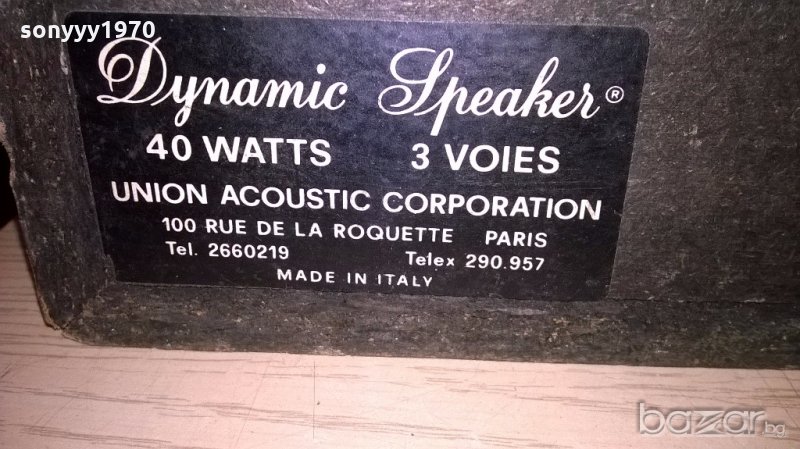 sonyyy1970
Dynamic Speaker®
40 WATTS 3 VOIES
UNION ACOUSTIC CORPORATION
100 RUE DE LA ROQUETTE PARIS
Tel. 2660219 Telex 290.957
MADE IN ITALY
bazar.bg